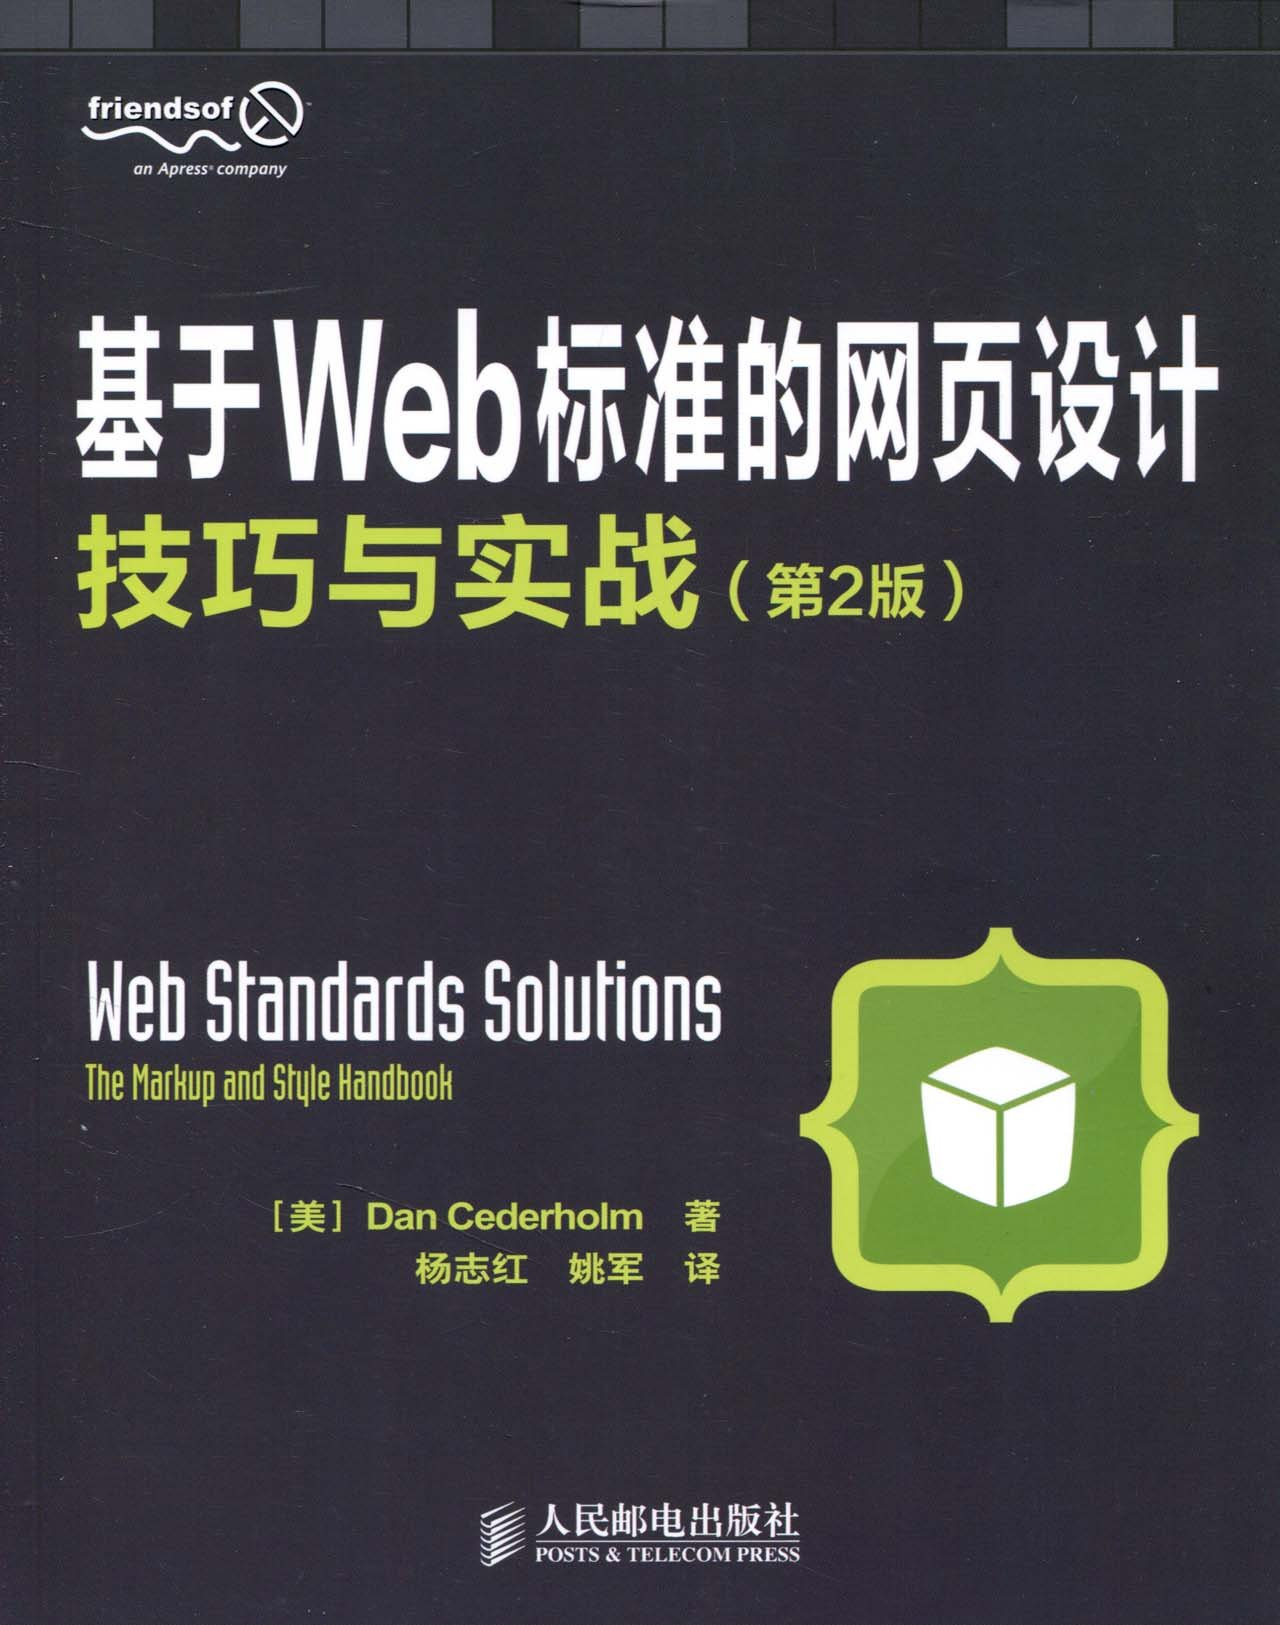 friendsof
an Apress® company
基于Web标准的网页设计
技巧与实战（第2版）
Web Standards Solutions
The Markup and Style Handbook
［美］Dan Cederholm 著
杨志红 姚军 译
人民邮电出版社
POSTS & TELECOM PRESS